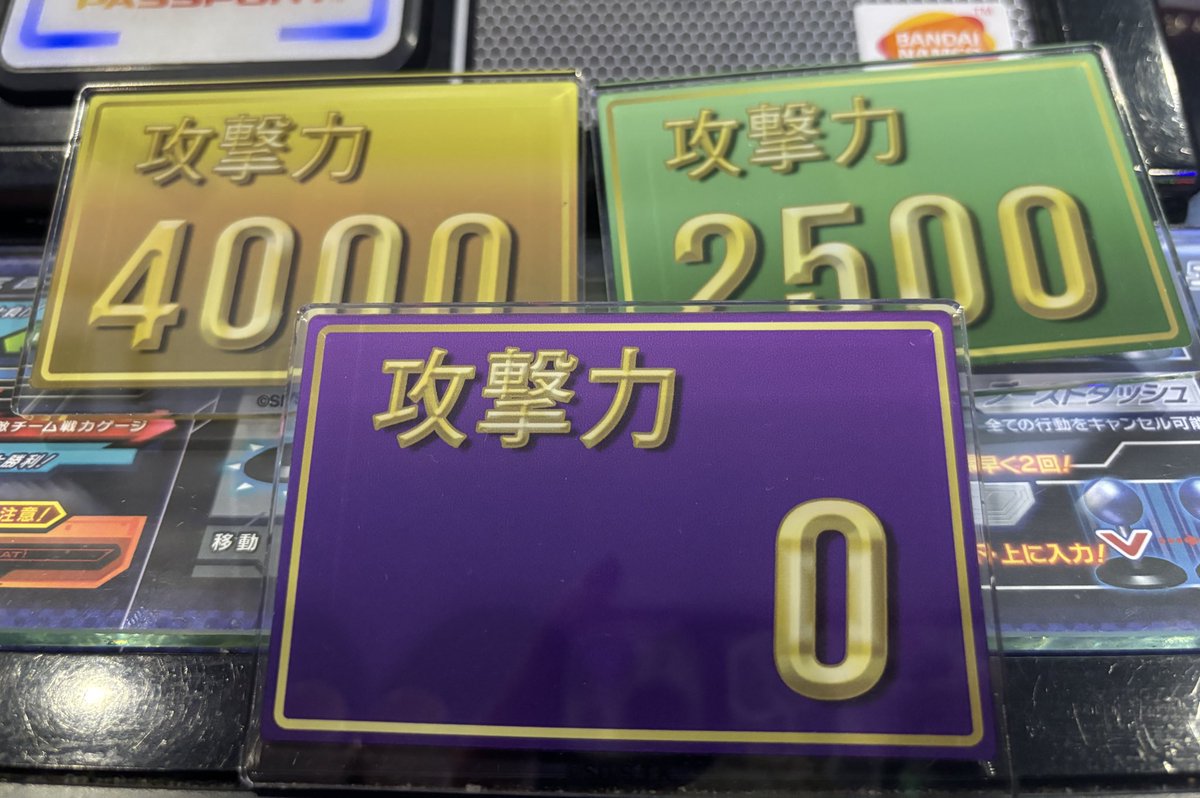 PASSPORT
BANDAI
NAMCO
TM
攻撃力
4000
攻撃力
2500
攻撃力
0
敵チーム戦力ゲージ
勝利!
注意!
移動
ブーストダッシュ
全ての行動をキャンセル可能
早く2回!
上に入力!